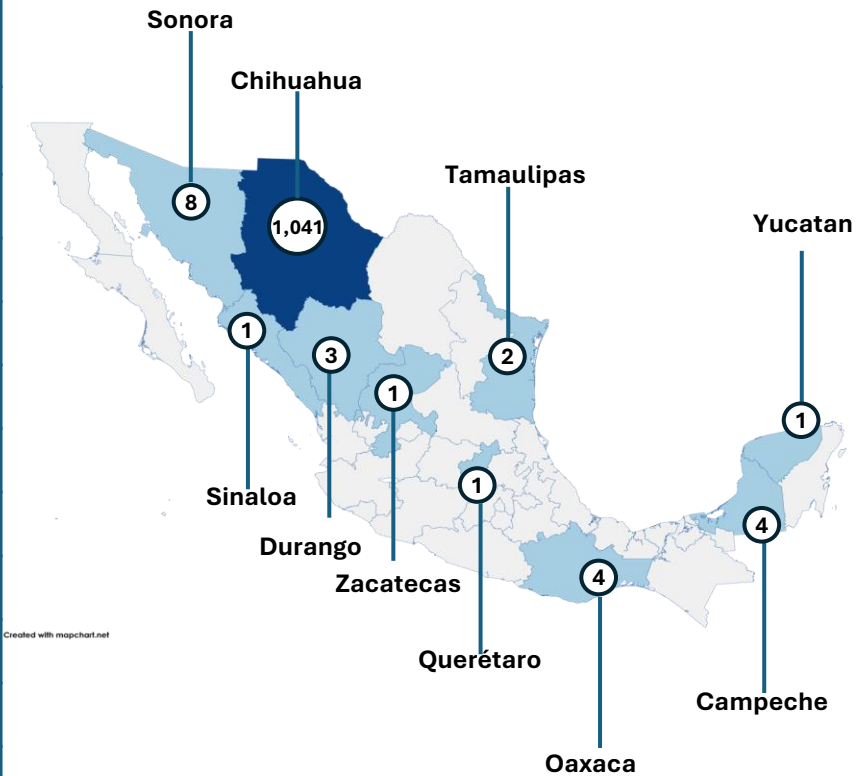 Sonora
Chihuahua
Tamaulipas
Yucatan
8
1,041
1
3
2
1
1
1
4
4
Sinaloa
Durango
Zacatecas
Created with mapchart.net
Querétaro
Campeche
Oaxaca